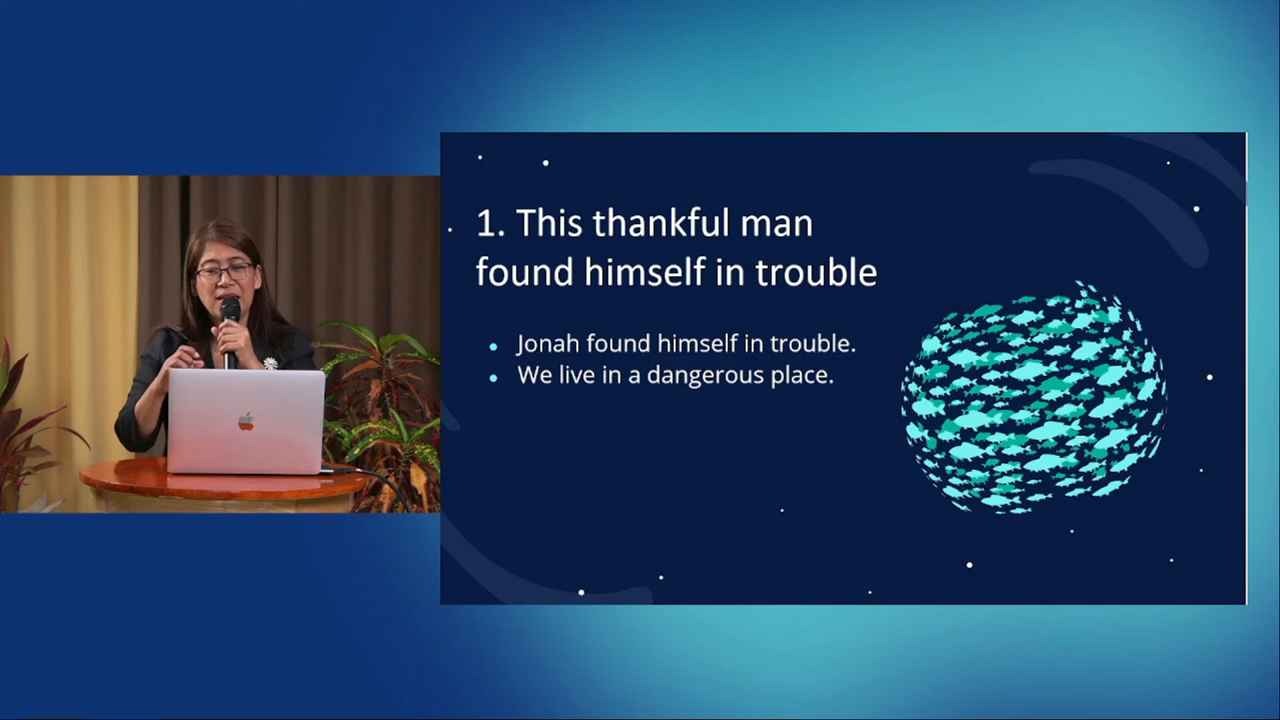 1. This thankful man
found himself in trouble
Jonah found himself in trouble.
We live in a dangerous place.